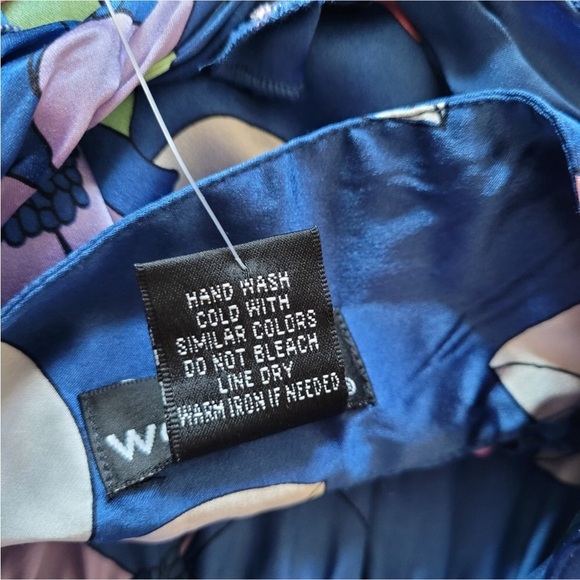 HAND WASH
COLD WITH
SIMILAR COLORS
DO NOT BLEACH
LINE DRY
WARM IRON IF NEEDED